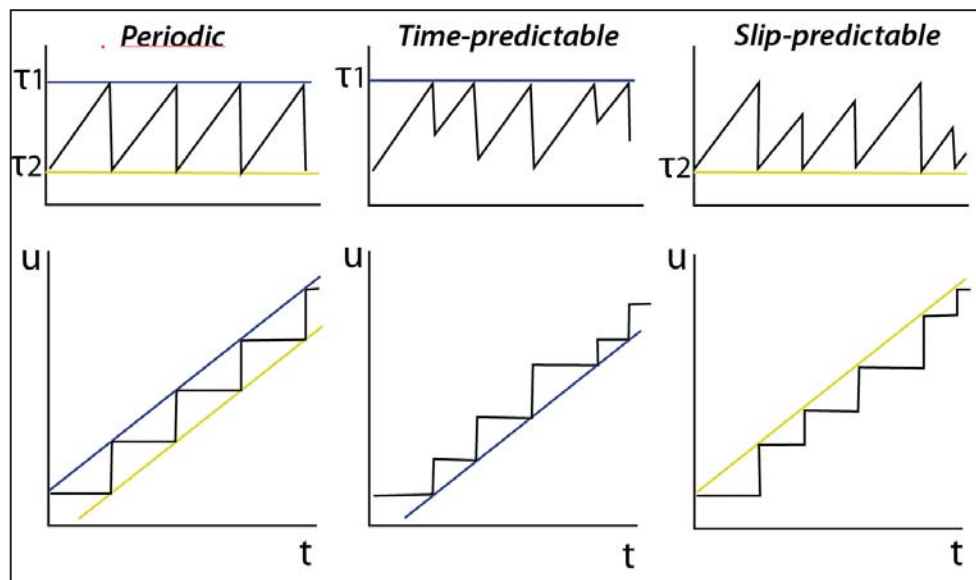 Periodic
Time-predictable
Slip-predictable
τ1
τ1
τ2
τ2
u
u
u
t
t
t